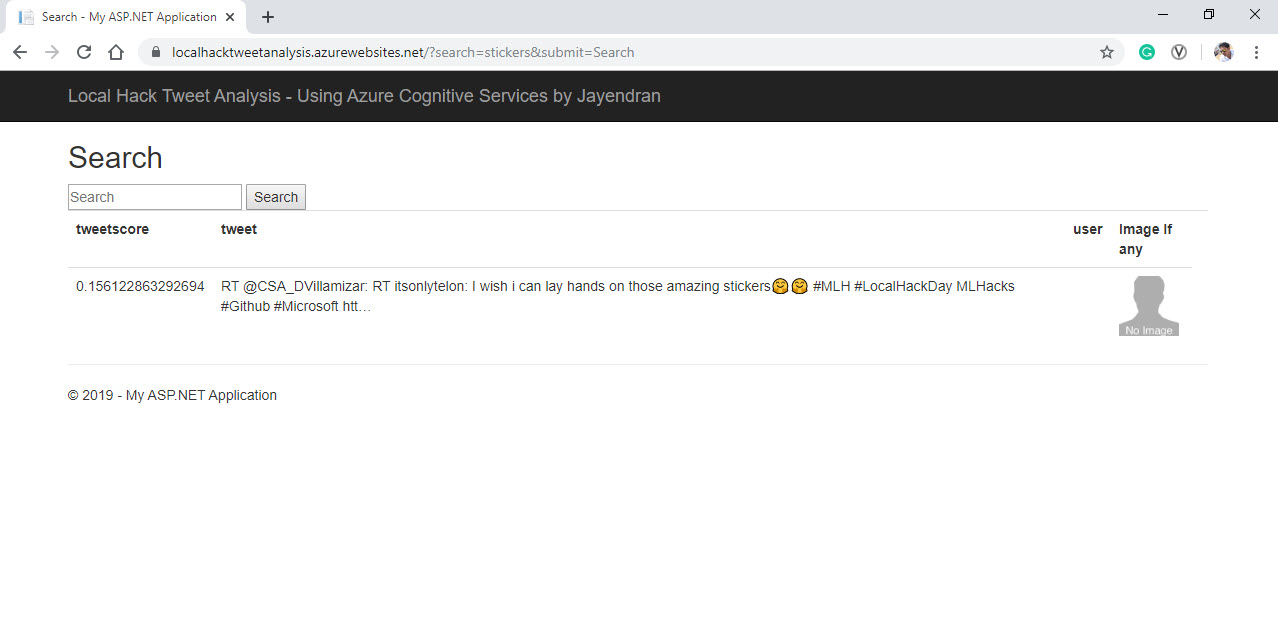 Search - My ASP.NET Application
localhacktweetanalysis.azurewebsites.net/?search=stickers&submit=Search
Local Hack Tweet Analysis - Using Azure Cognitive Services by Jayendran
Search
Search Search
tweetscore tweet user Image If
any
0.156122863292694 RT @CSA_DVillamizar: RT itsonlytelon: I wish i can lay hands on those amazing stickers🤗🤗 #MLH #LocalHackDay MLHacks
#Github #Microsoft htt…
No Image
© 2019 - My ASP.NET Application